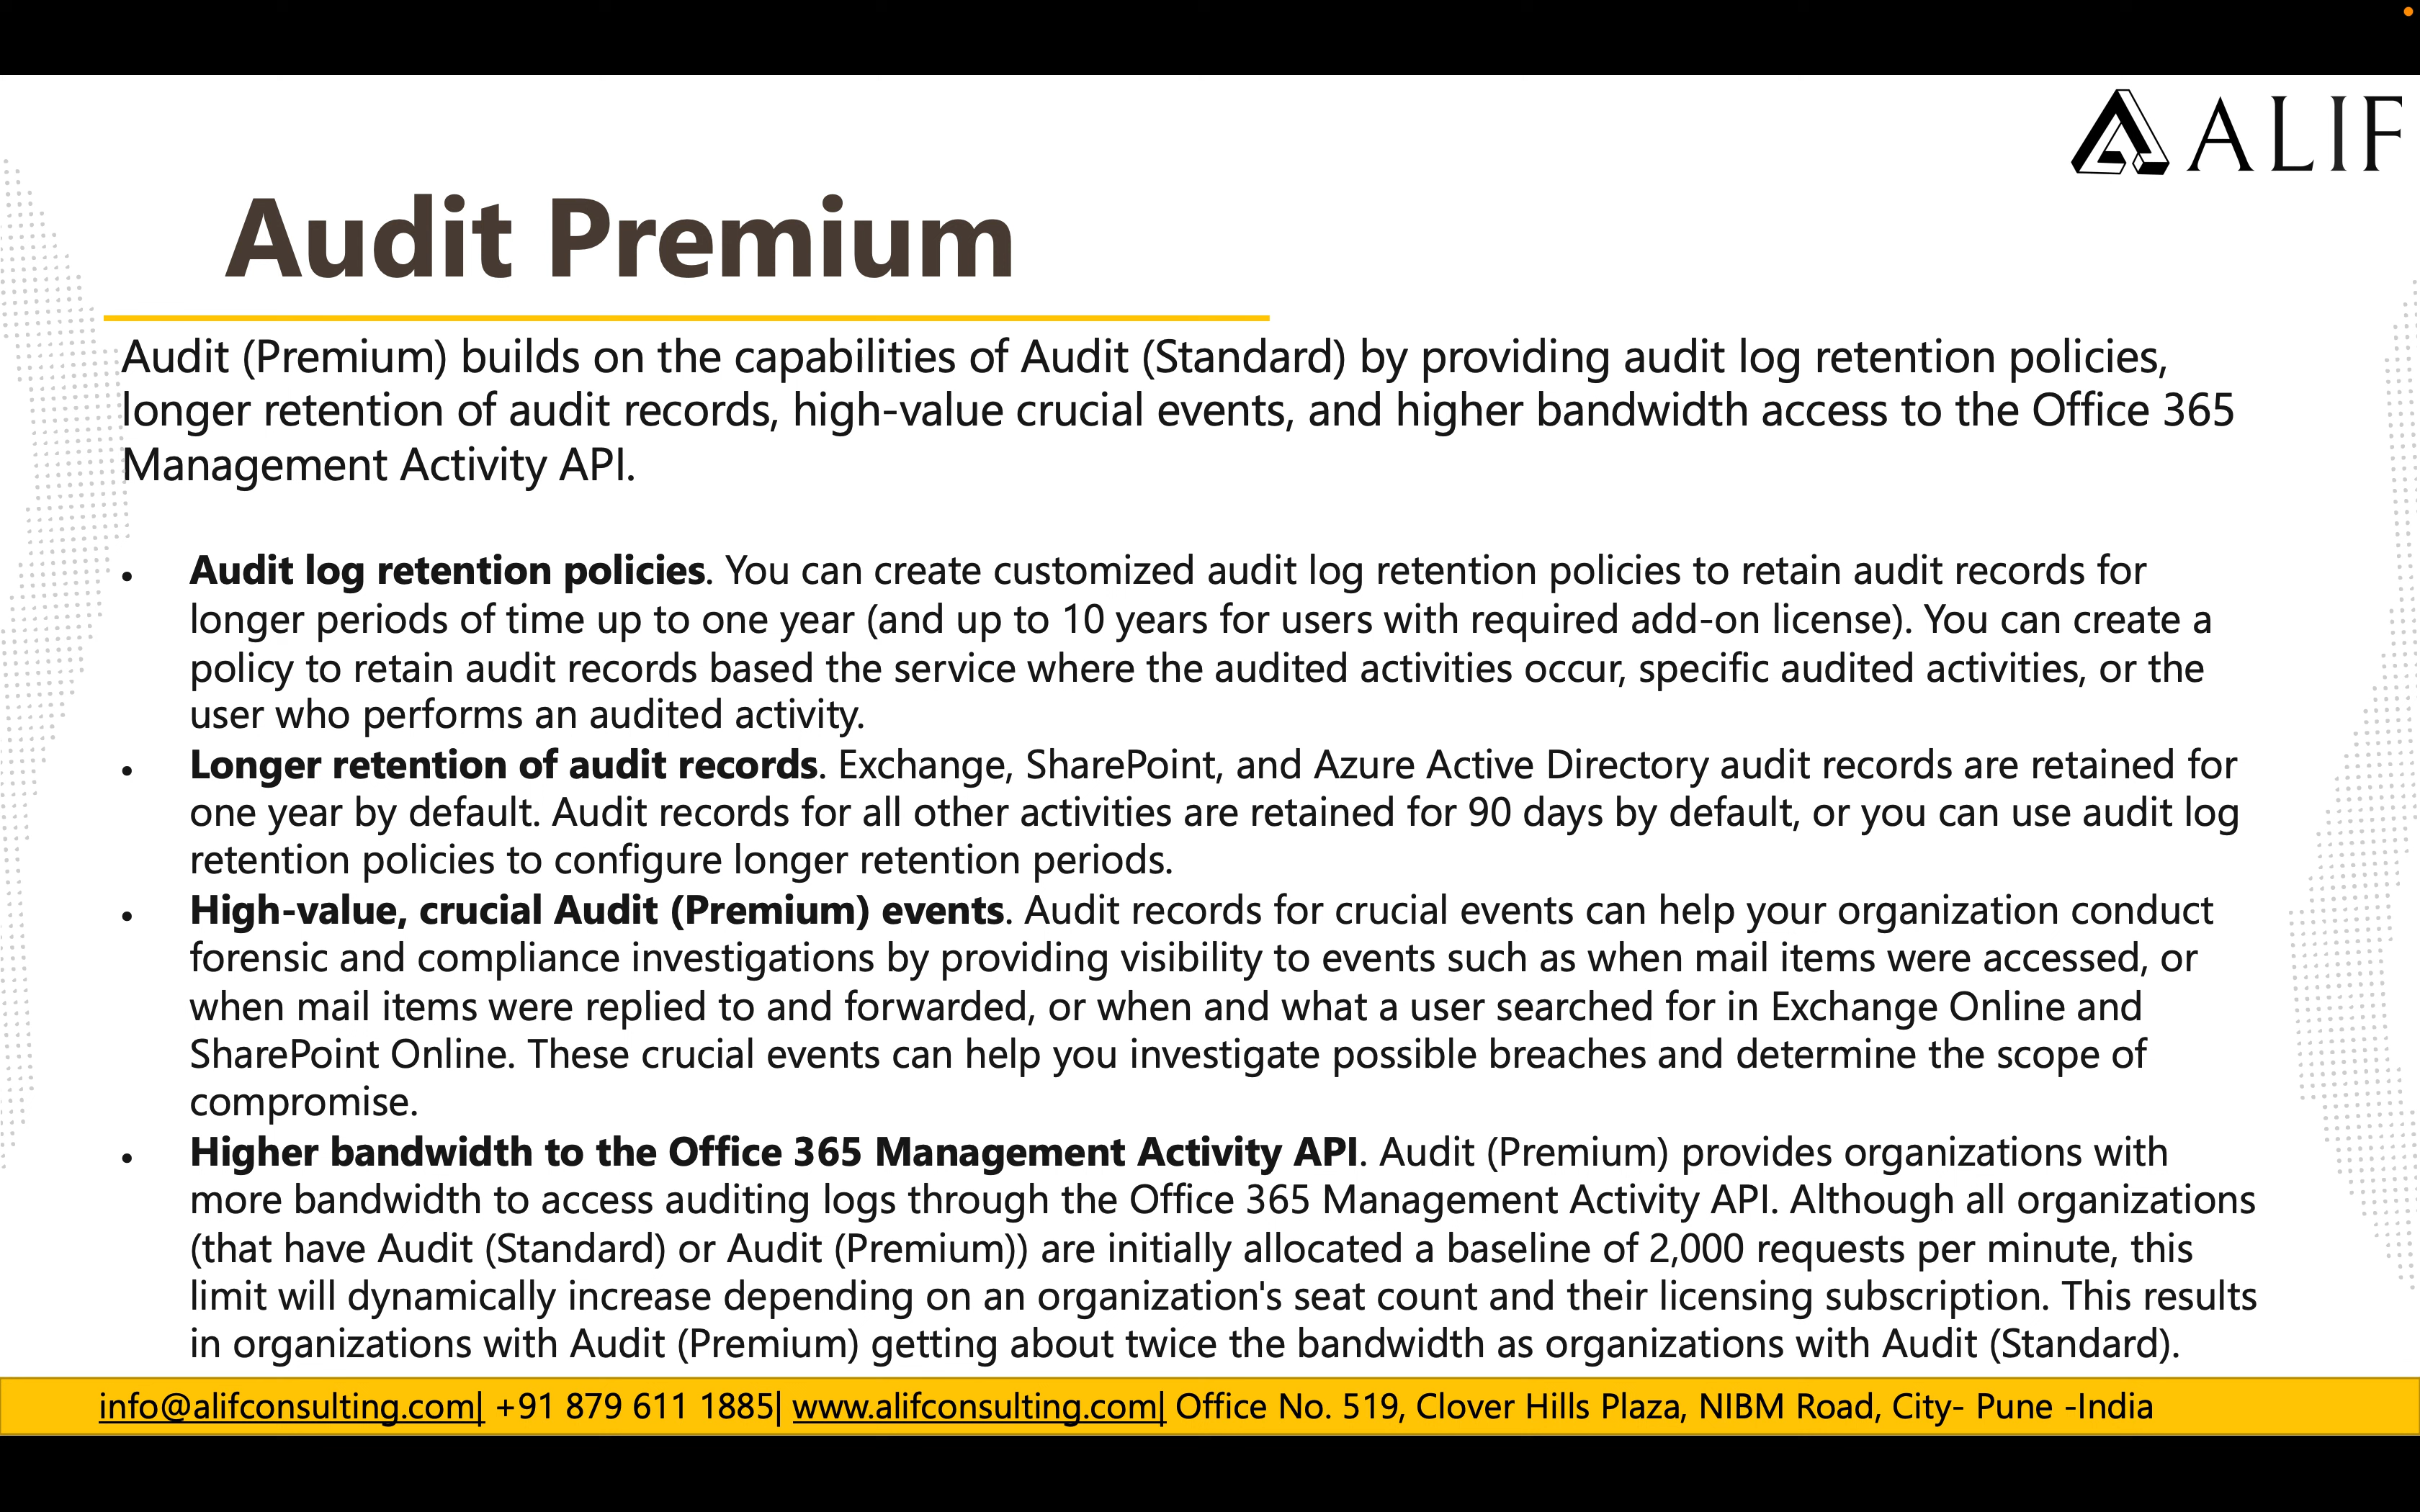 ALIF
Audit Premium
Audit (Premium) builds on the capabilities of Audit (Standard) by providing audit log retention policies,
longer retention of audit records, high-value crucial events, and higher bandwidth access to the Office 365
Management Activity API.
• Audit log retention policies. You can create customized audit log retention policies to retain audit records for
longer periods of time up to one year (and up to 10 years for users with required add-on license). You can create a
policy to retain audit records based the service where the audited activities occur, specific audited activities, or the
user who performs an audited activity.
• Longer retention of audit records. Exchange, SharePoint, and Azure Active Directory audit records are retained for
one year by default. Audit records for all other activities are retained for 90 days by default, or you can use audit log
retention policies to configure longer retention periods.
• High-value, crucial Audit (Premium) events. Audit records for crucial events can help your organization conduct
forensic and compliance investigations by providing visibility to events such as when mail items were accessed, or
when mail items were replied to and forwarded, or when and what a user searched for in Exchange Online and
SharePoint Online. These crucial events can help you investigate possible breaches and determine the scope of
compromise.
• Higher bandwidth to the Office 365 Management Activity API. Audit (Premium) provides organizations with
more bandwidth to access auditing logs through the Office 365 Management Activity API. Although all organizations
(that have Audit (Standard) or Audit (Premium)) are initially allocated a baseline of 2,000 requests per minute, this
limit will dynamically increase depending on an organization's seat count and their licensing subscription. This results
in organizations with Audit (Premium) getting about twice the bandwidth as organizations with Audit (Standard).
info@alifconsulting.com| +91 879 611 1885| www.alifconsulting.com| Office No. 519, Clover Hills Plaza, NIBM Road, City- Pune -India